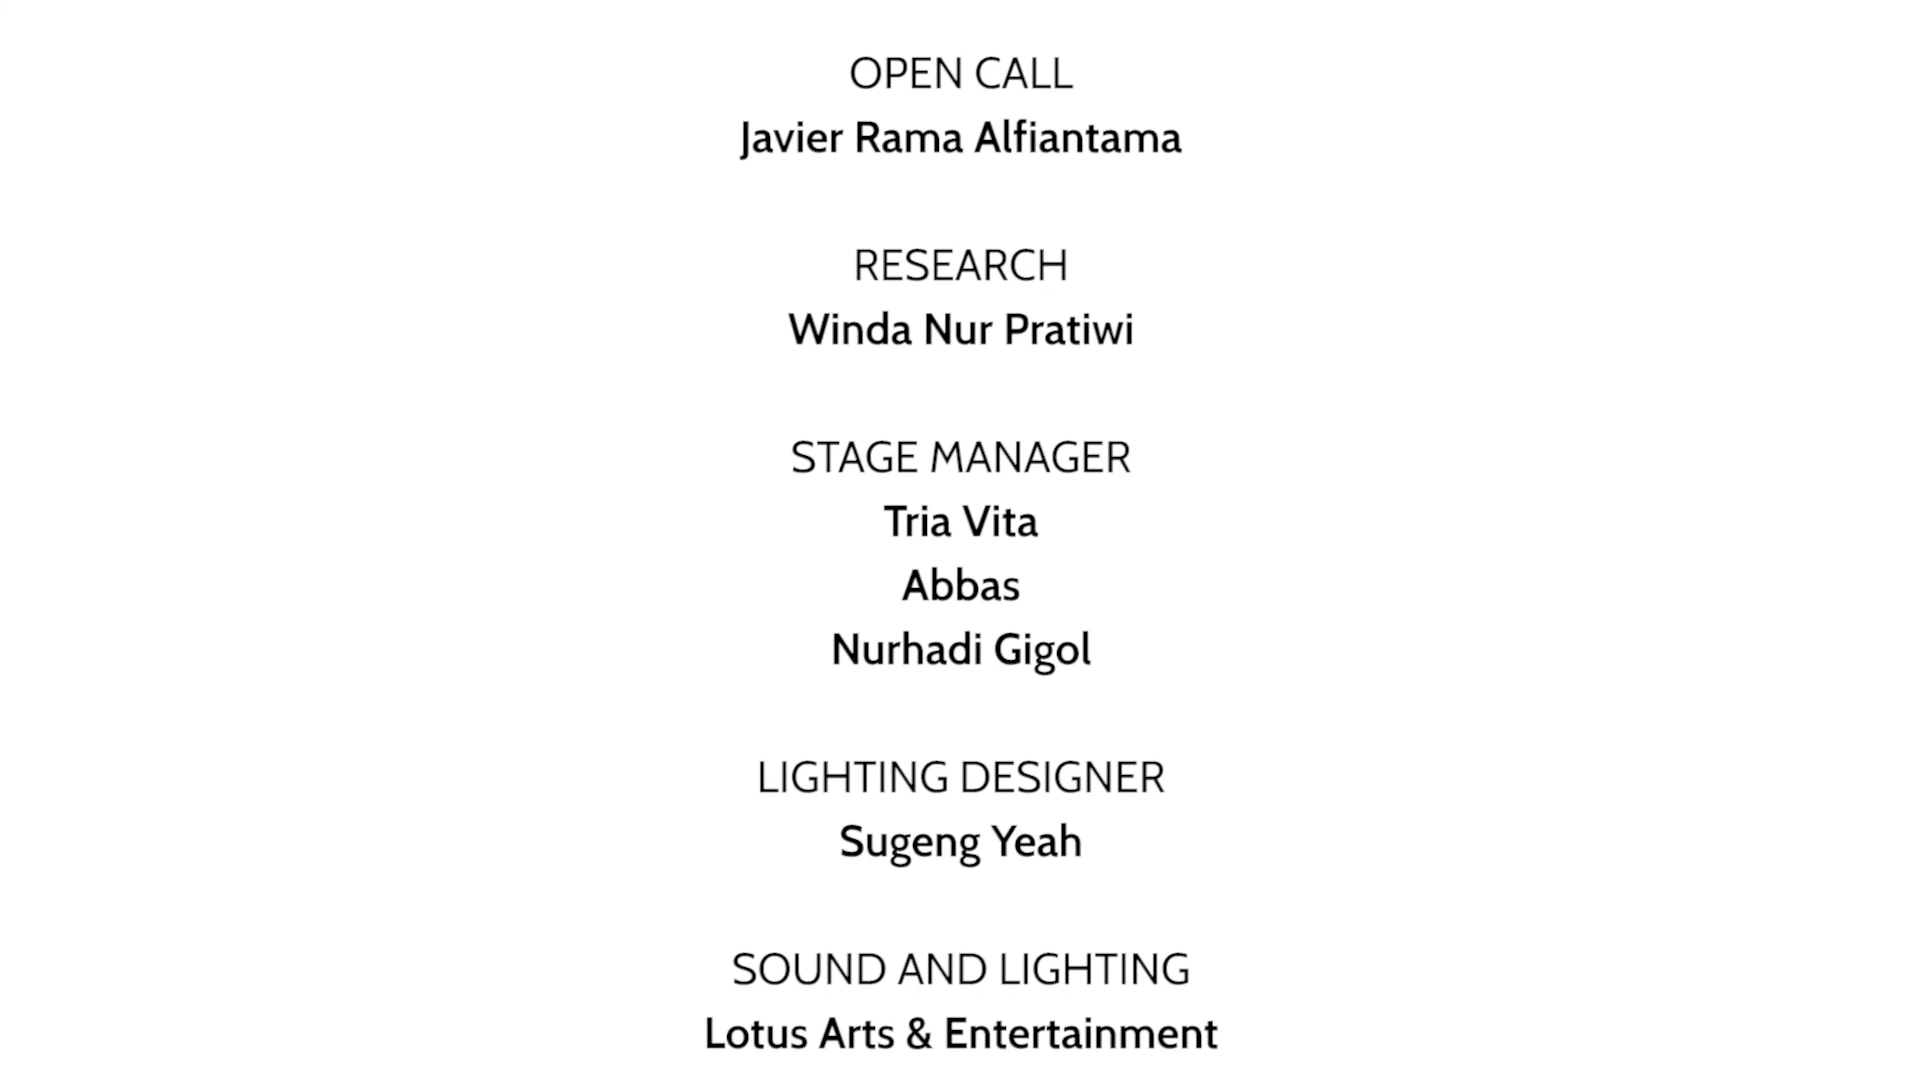 OPEN CALL
Javier Rama Alfiantama
RESEARCH
Winda Nur Pratiwi
STAGE MANAGER
Tria Vita
Abbas
Nurhadi Gigol
LIGHTING DESIGNER
Sugeng Yeah
SOUND AND LIGHTING
Lotus Arts & Entertainment